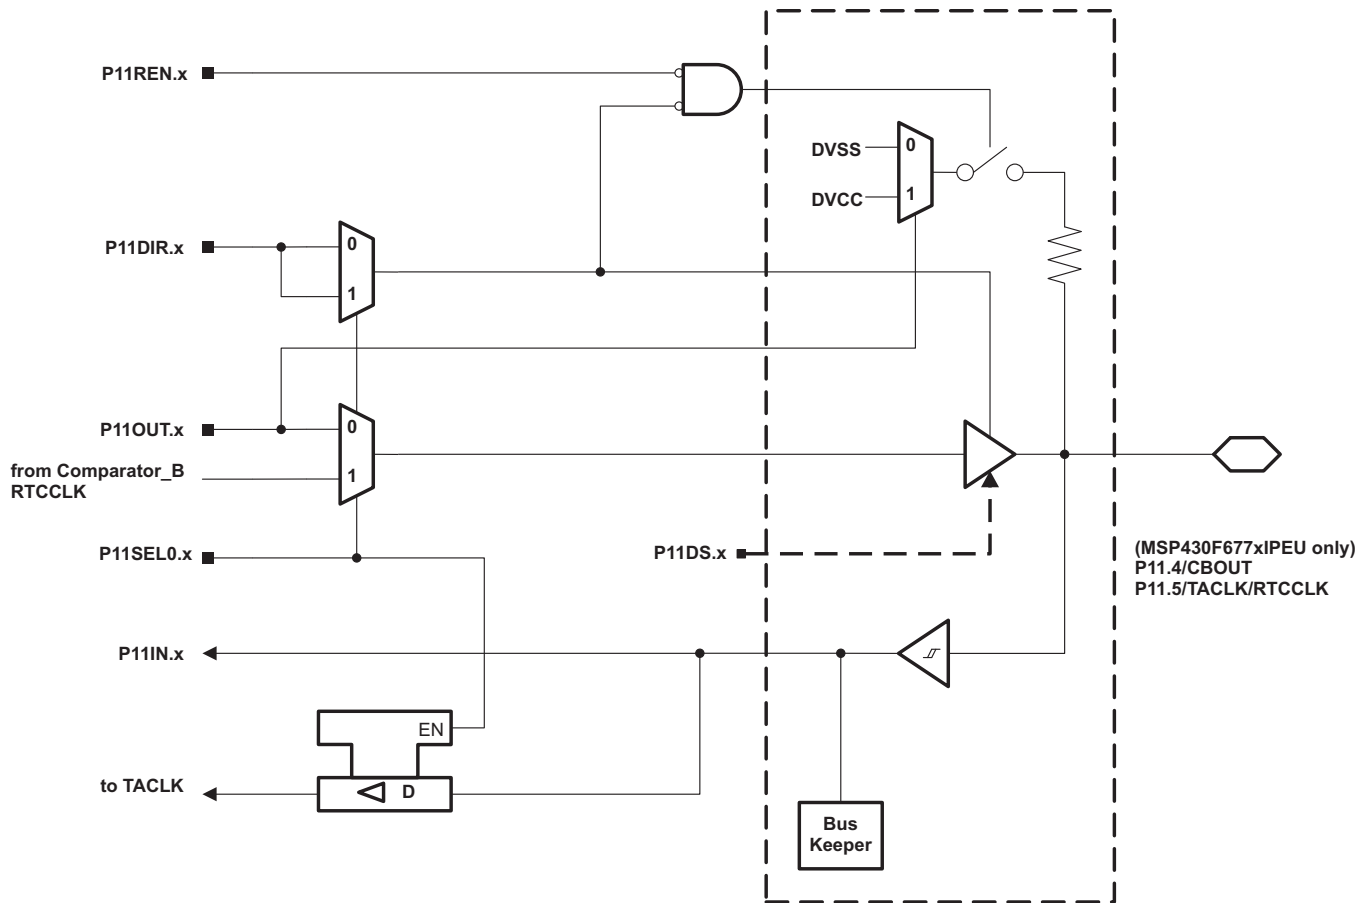 P11REN.x
DVSS
0
DVCC
1
P11DIR.x
0
1
P11OUT.x
0
from Comparator_B
RTCCLK
1
P11SEL0.x
P11DS.x
(MSP430F677xIPEU only)
P11.4/CBOUT
P11.5/TACLK/RTCCLK
P11IN.x
EN
to TACLK
D
Bus
Keeper